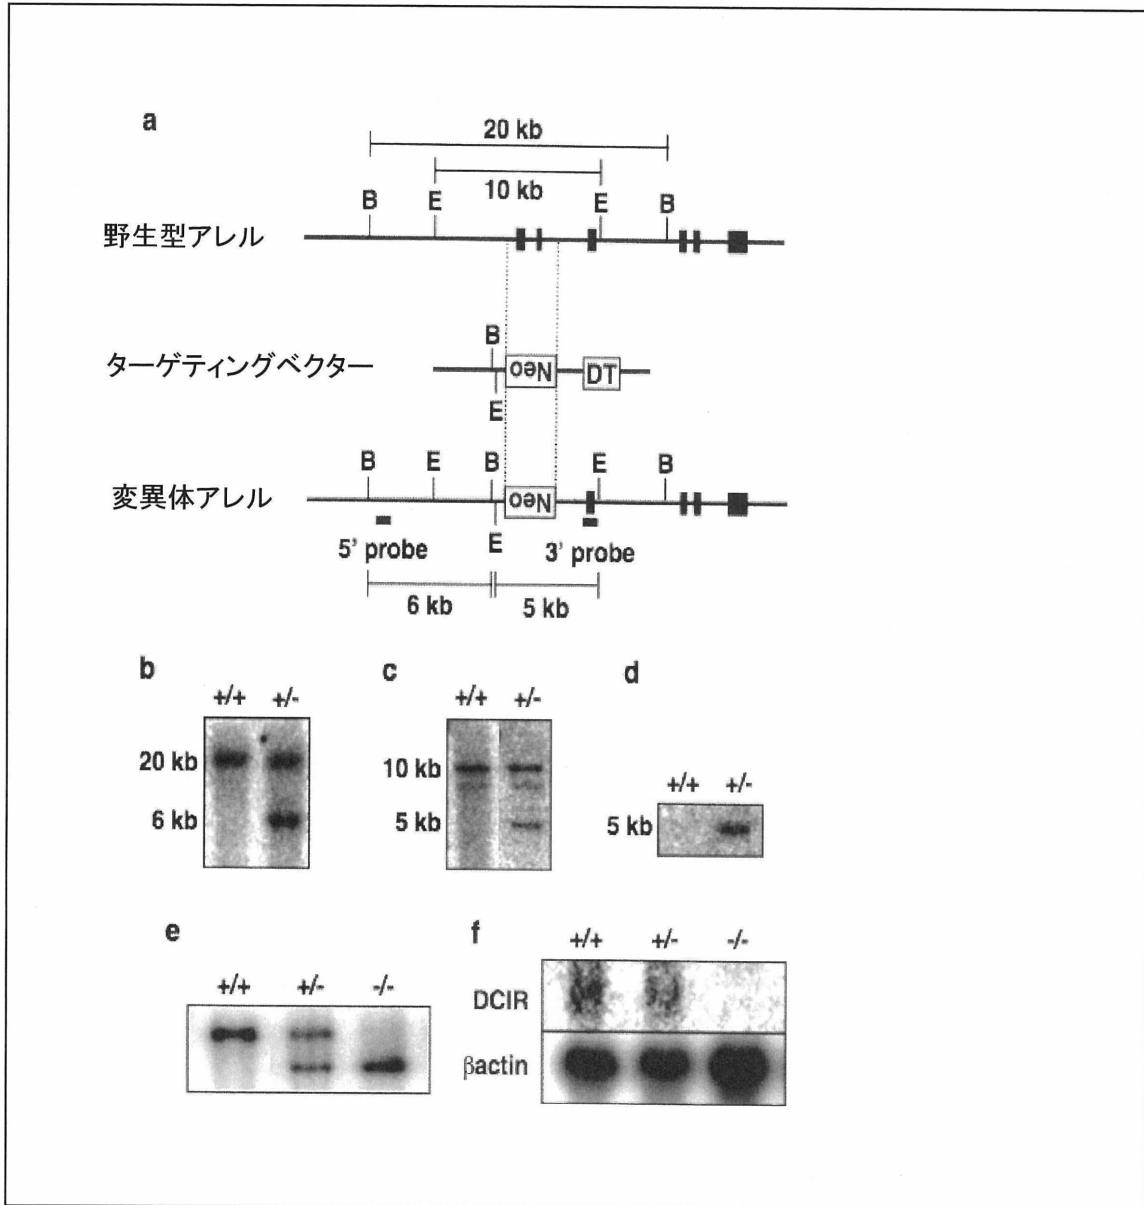 a
20 kb
10 kb
B E E B
野生型アレル
B
ターゲティングベクター Neo DT
E
B E B E B
変異体アレル Neo
5' probe E 3' probe
6 kb 5 kb
b c d
+/+ +/-
20 kb
6 kb
+/+ +/-
10 kb
5 kb
+/+ +/-
5 kb
e f
+/+ +/- -/-
+/+ +/- -/-
DCIR
βactin